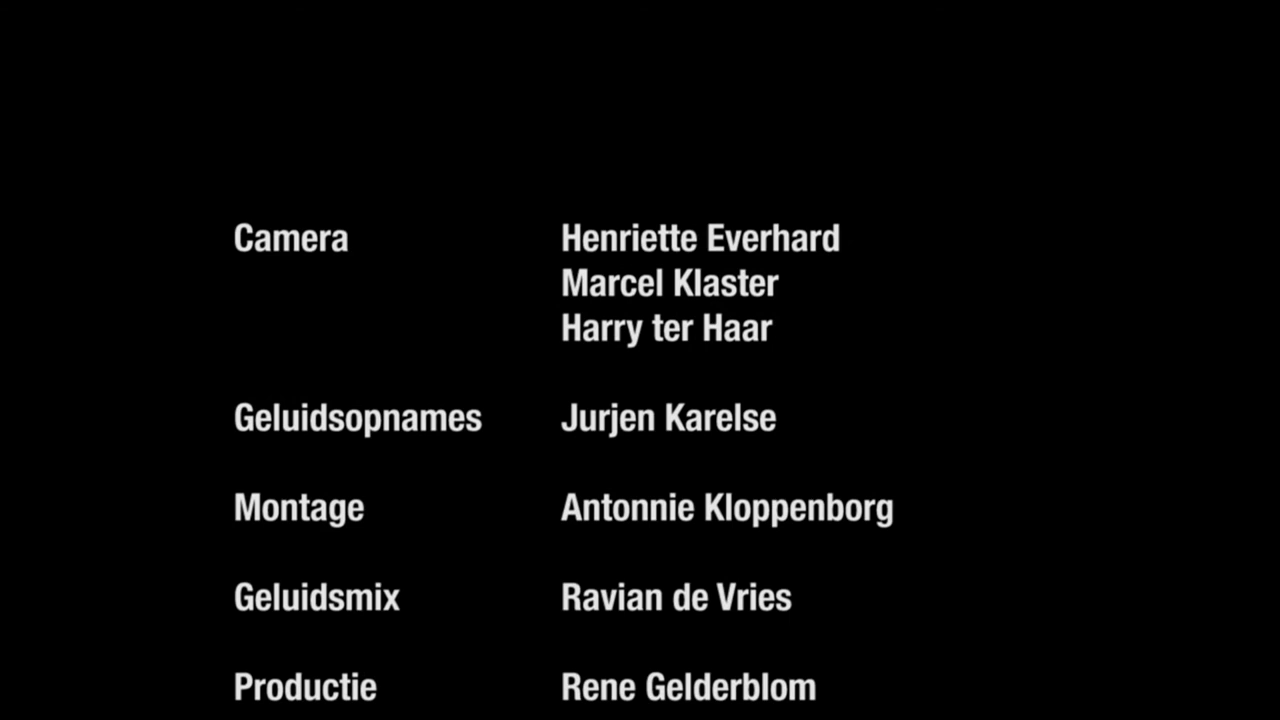 Camera Henriette Everhard
Marcel Klaster
Harry ter Haar
Geluidsopnames Jurjen Karelse
Montage Antonnie Kloppenborg
Geluidsmix Ravian de Vries
Productie Rene Gelderblom